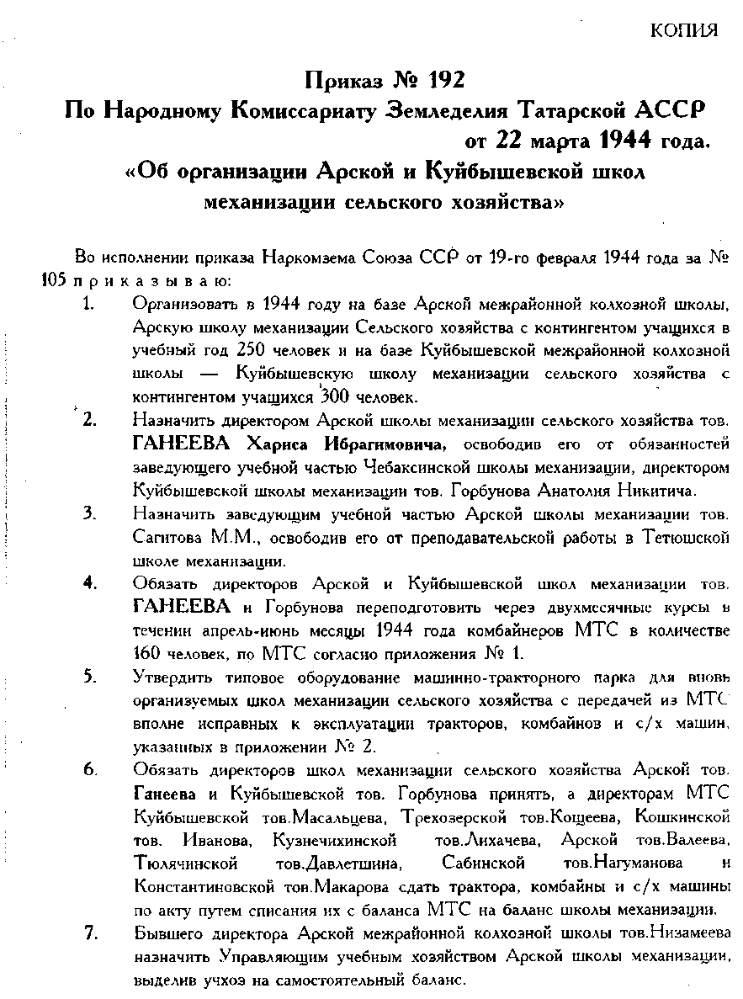 КОПИЯ
Приказ № 192
По Народному Комиссариату Земледелия Татарской АССР
от 22 марта 1944 года.
«Об организации Арской и Куйбышевской школ
механизации сельского хозяйства»
Во исполнении приказа Наркомзема Союза ССР от 19-го февраля 1944 года за №
105 п р и к а з ы в а ю:
1. Организовать в 1944 году на базе Арской межрайонной колхозной школы,
Арскую школу механизации Сельского хозяйства с контингентом учащихся в
учебный год 250 человек и на базе Куйбышевской межрайонной колхозной
школы — Куйбышевскую школу механизации сельского хозяйства с
контингентом учащихся 300 человек.
2. Назначить директором Арской школы механизации сельского хозяйства тов.
ГАНЕЕВА Хариса Ибрагимовича, освободив его от обязанностей
заведующего учебной частью Чебаксинской школы механизации, директором
Куйбышевской школы механизации тов. Горбунова Анатолия Никитича.
3. Назначить заведующим учебной частью Арской школы механизации тов.
Сагитова М.М., освободив его от преподавательской работы в Тетюшской
школе механизации.
4. Обязать директоров Арской и Куйбышевской школ механизации тов.
ГАНЕЕВА и Горбунова переподготовить через двухмесячные курсы в
течении апрель-июнь месяцы 1944 года комбайнеров МТС в количестве
160 человек, по МТС согласно приложения № 1.
5. Утвердить типовое оборудование машинно-тракторного парка для вновь
организуемых школ механизации сельского хозяйства с передачей из МТС
вполне исправных к эксплуатации тракторов, комбайнов и с/х машин,
указанных в приложении № 2.
6. Обязать директоров школ механизации сельского хозяйства Арской тов.
Ганеева и Куйбышевской тов. Горбунова принять, а директорам МТС
Куйбышевской тов.Масальцева, Трехозерской тов.Кощеева, Кошкинской
тов. Иванова, Кузнечихинской тов.Лихачева, Арской тов.Валеева,
Тюлячинской тов.Давлетшина, Сабинской тов.Нагуманова и
Константиновской тов.Макарова сдать трактора, комбайны и с/х машины
по акту путем списания их с баланса МТС на баланс школы механизации.
7. Бывшего директора Арской межрайонной колхозной школы тов.Низамеева
назначить Управляющим учебным хозяйством Арской школы механизации,
выделив учхоз на самостоятельный баланс.